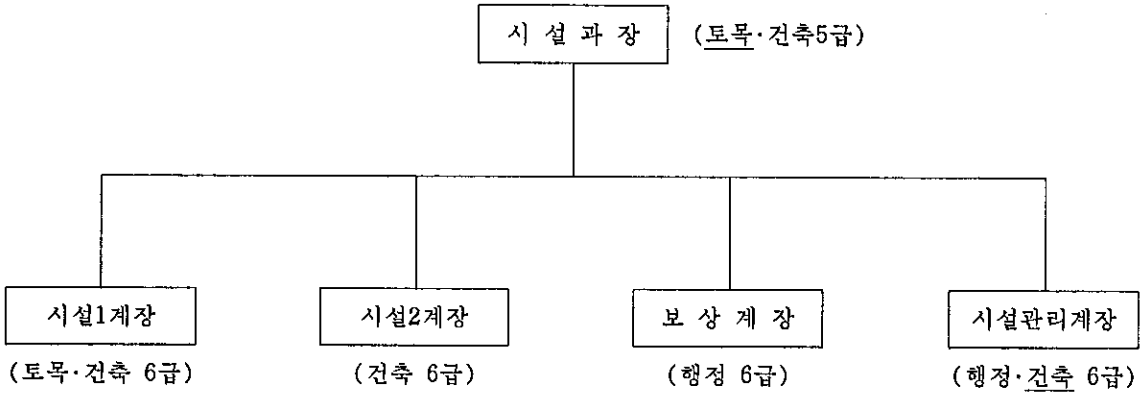 시 설 과 장 (토목·건축5급)
시설1계장 시설2계장 보 상 계 장 시설관리계장
(토목·건축 6급) (건축 6급) (행정 6급) (행정·건축 6급)